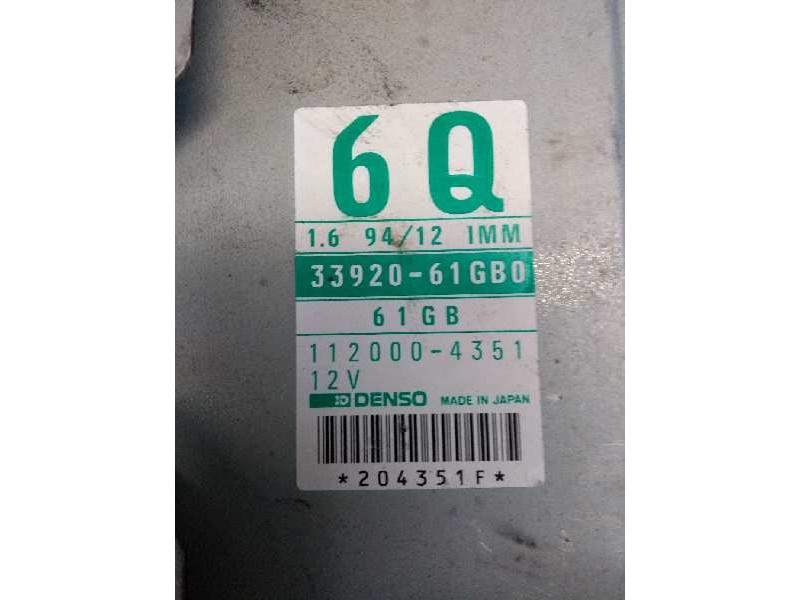 6Q
1.6 94/12 IMM
33920-61GB0
61GB
112000-4351
12V
DENSO MADE IN JAPAN
*204351F*